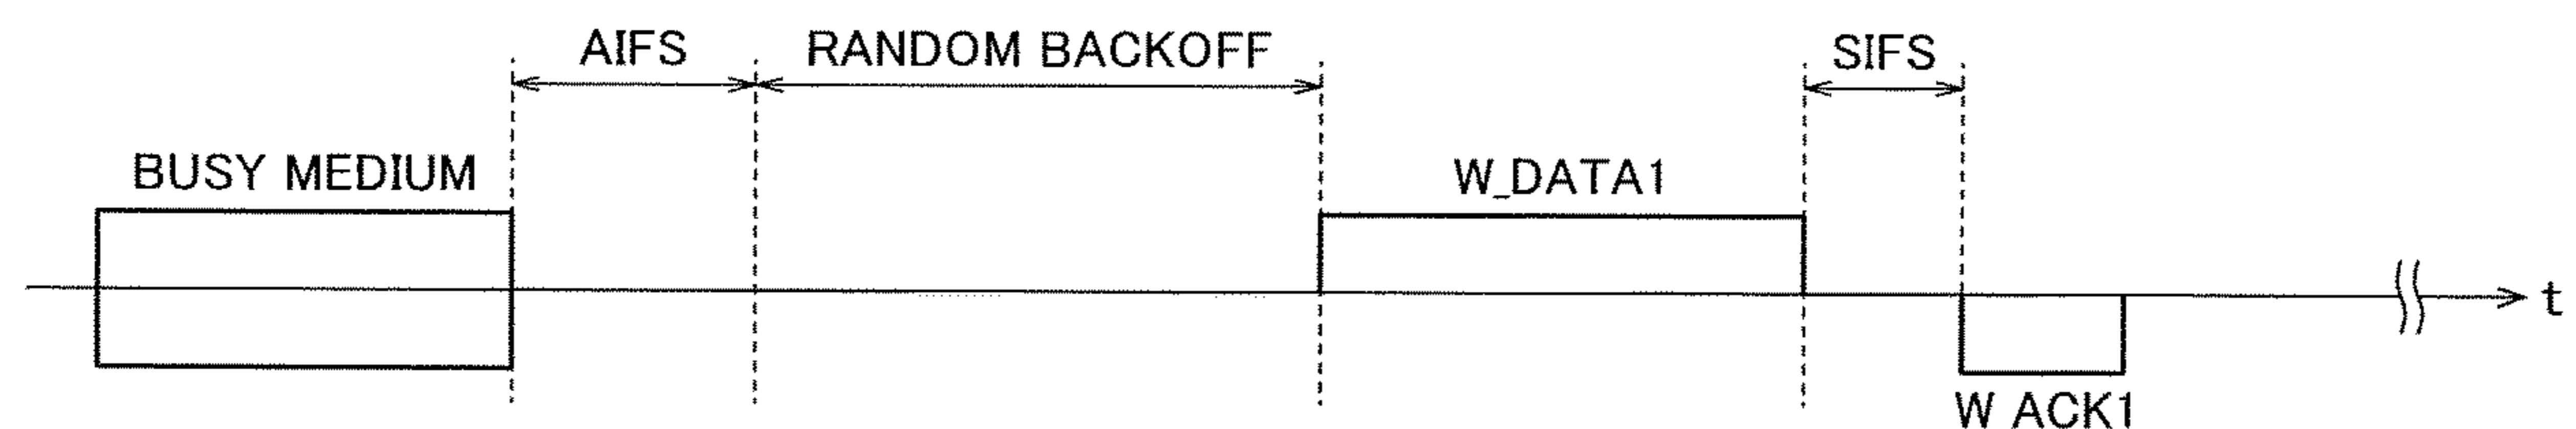 AIFS
RANDOM BACKOFF
SIFS
BUSY MEDIUM
W_DATA1
t
W ACK1